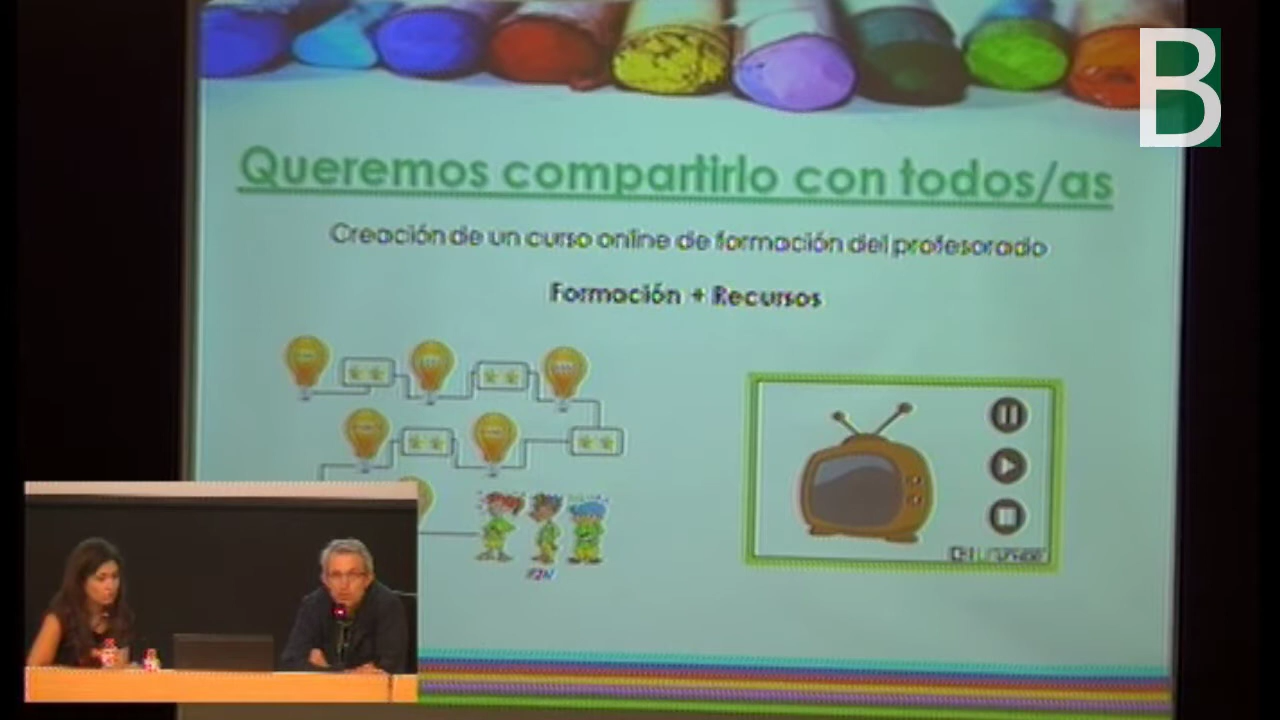 B
Queremos compartirlo con todos/as
Creación de un curso online de formación del profesorado
Formación + Recursos